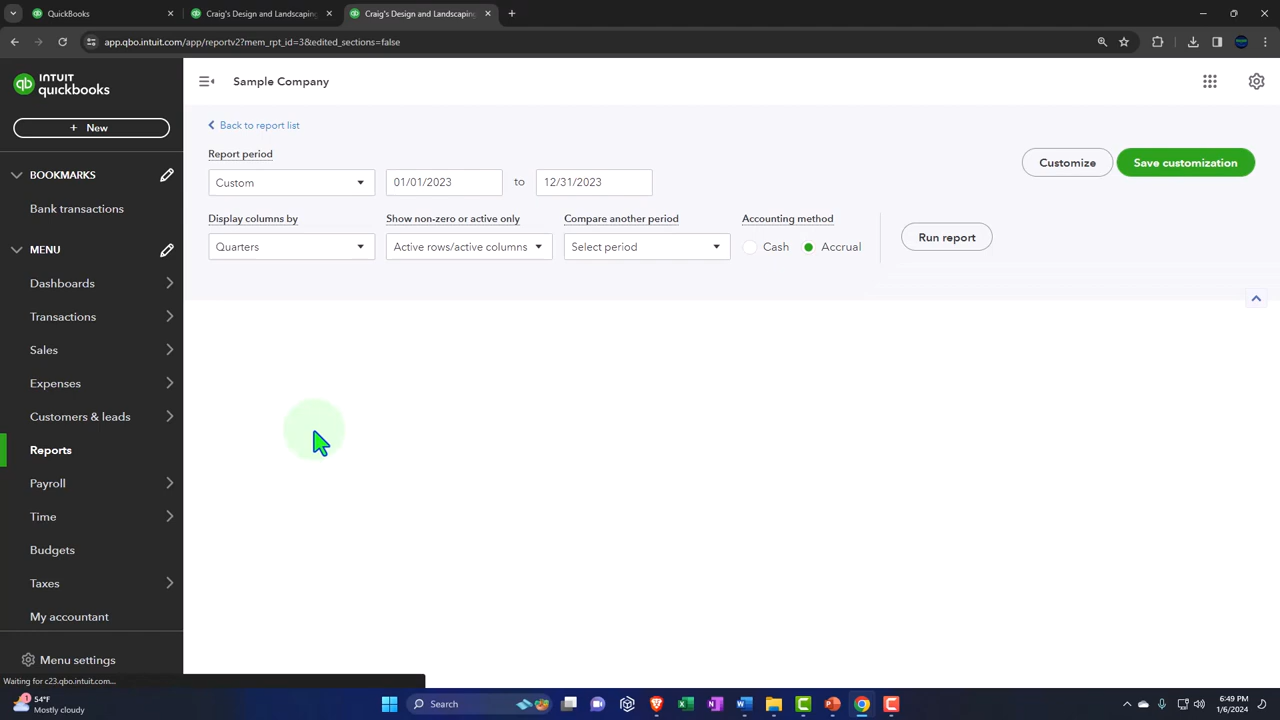 QuickBooks
Craig's Design and Landscaping
Craig's Design and Landscaping
app.qbo.intuit.com/app/reportv2?mem_rpt_id=3&edited_sections=false
INTUIT
quickbooks
Sample Company
+ New
Back to report list
Report period
Custom
01/01/2023
to
12/31/2023
Customize
Save customization
BOOKMARKS
Bank transactions
Display columns by
Show non-zero or active only
Compare another period
Accounting method
Quarters
Active rows/active columns
Select period
Cash
Accrual
Run report
MENU
Dashboards
Transactions
Sales
Expenses
Customers & leads
Reports
Payroll
Time
Budgets
Taxes
My accountant
Menu settings
Waiting for c23.qbo.intuit.com...
54°F
Mostly cloudy
Search
6:49 PM
1/6/2024